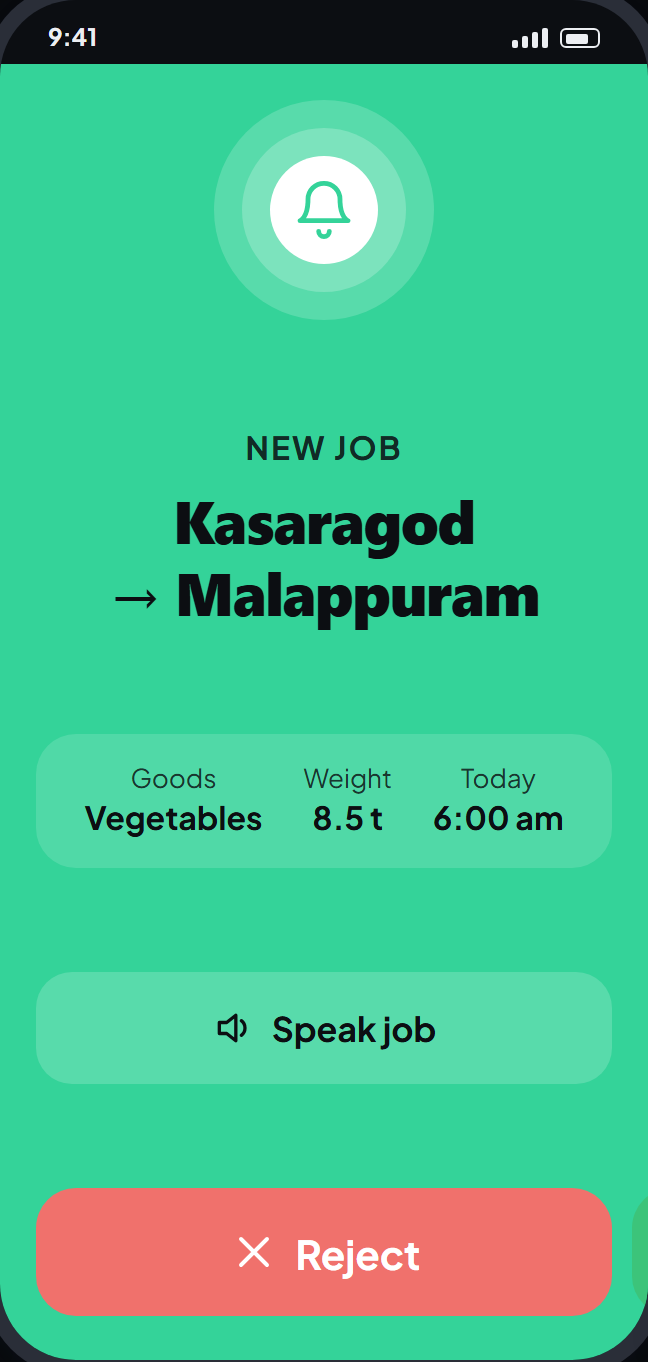 9:41
NEW JOB
Kasaragod
→ Malappuram
Goods Weight Today
Vegetables 8.5 t 6:00 am
Speak job
Reject